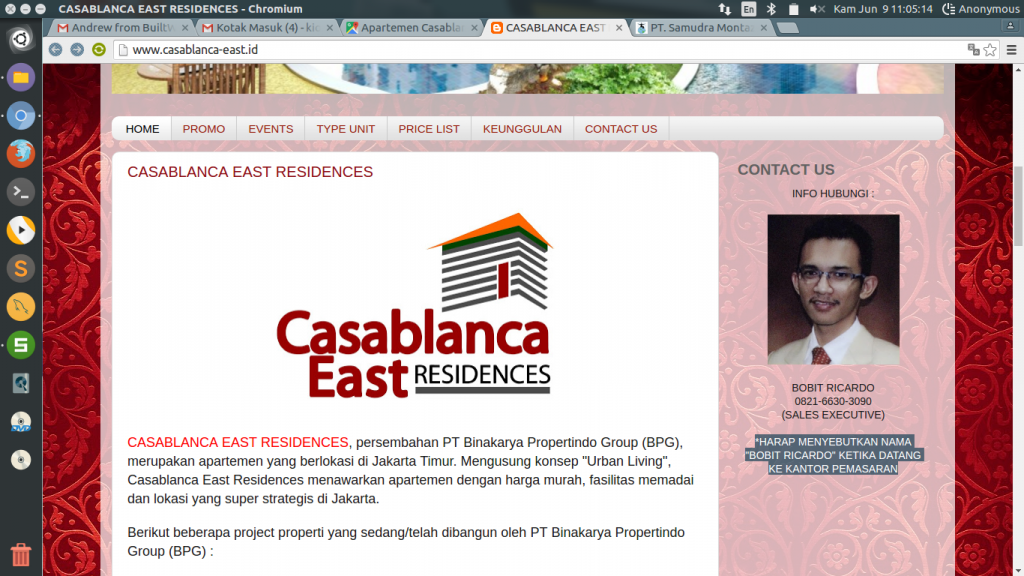 CASABLANCA EAST RESIDENCES - Chromium
En
Kam Jun 9 11:05:14
Anonymous
Andrew from Builtw
Kotak Masuk (4) - kic
Apartemen Casablan
CASABLANCA EAST
PT. Samudra Montaz
www.casablanca-east.id
HOME
PROMO
EVENTS
TYPE UNIT
PRICE LIST
KEUNGGULAN
CONTACT US
CASABLANCA EAST RESIDENCES
Casablanca
East RESIDENCES
CASABLANCA EAST RESIDENCES, persembahan PT Binakarya Propertindo Group (BPG),
merupakan apartemen yang berlokasi di Jakarta Timur. Mengusung konsep "Urban Living",
Casablanca East Residences menawarkan apartemen dengan harga murah, fasilitas memadai
dan lokasi yang super strategis di Jakarta.
Berikut beberapa project properti yang sedang/telah dibangun oleh PT Binakarya Propertindo
Group (BPG) :
CONTACT US
INFO HUBUNGI :
BOBIT RICARDO
0821-6630-3090
(SALES EXECUTIVE)
*HARAP MENYEBUTKAN NAMA
"BOBIT RICARDO" KETIKA DATANG
KE KANTOR PEMASARAN